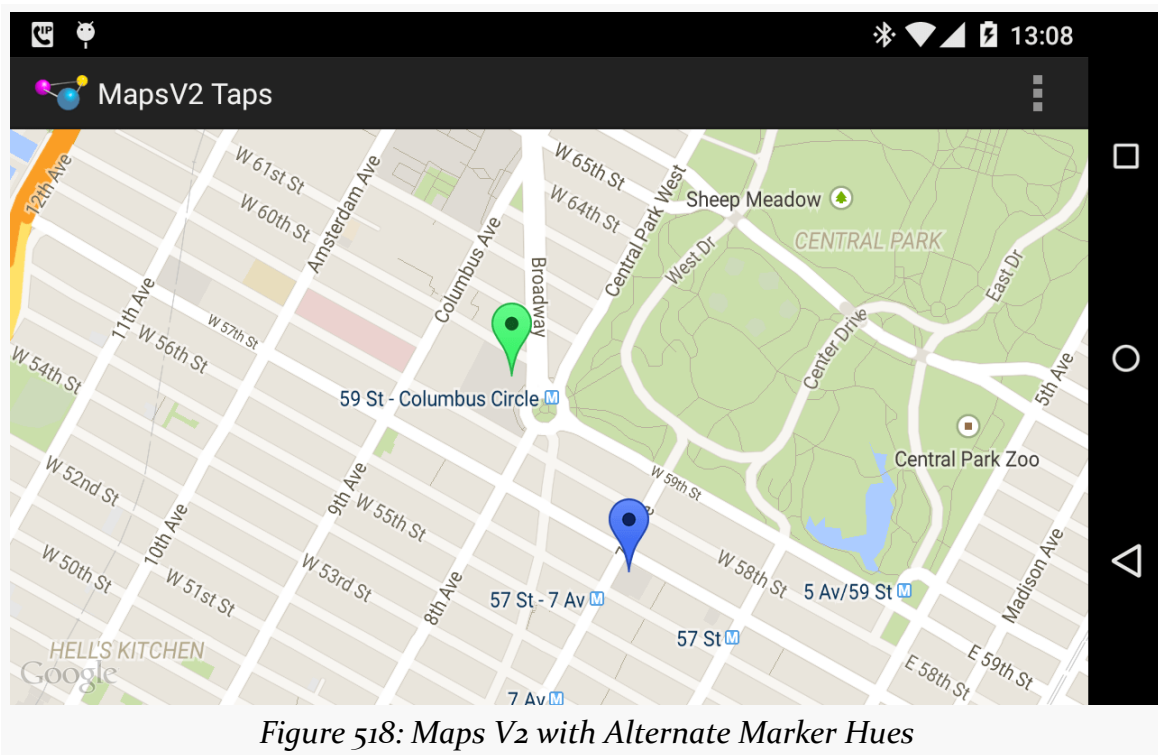 IP
13:08
MapsV2 Taps
12th Ave
W 61st St
W 60th St
Amsterdam Ave
Columbus Ave
Broadway
W 65th St
W 64th St
Central Park West
Sheep Meadow
CENTRAL PARK
West Dr
East Dr
Center Drive
11th Ave
W 57th St
W 56th St
W 54th St
59 St - Columbus Circle M
5th Ave
Central Park Zoo
W 59th St
W 52nd St
9th Ave
W 55th St
10th Ave
W 58th St
5 Av/59 St M
Madison Ave
W 50th St
W 51st St
W 53rd St
8th Ave
57 St - 7 Av M
57 St M
HELL'S KITCHEN
Google
E 58th St
E 59th St
7 Av M
Figure 518: Maps V2 with Alternate Marker Hues